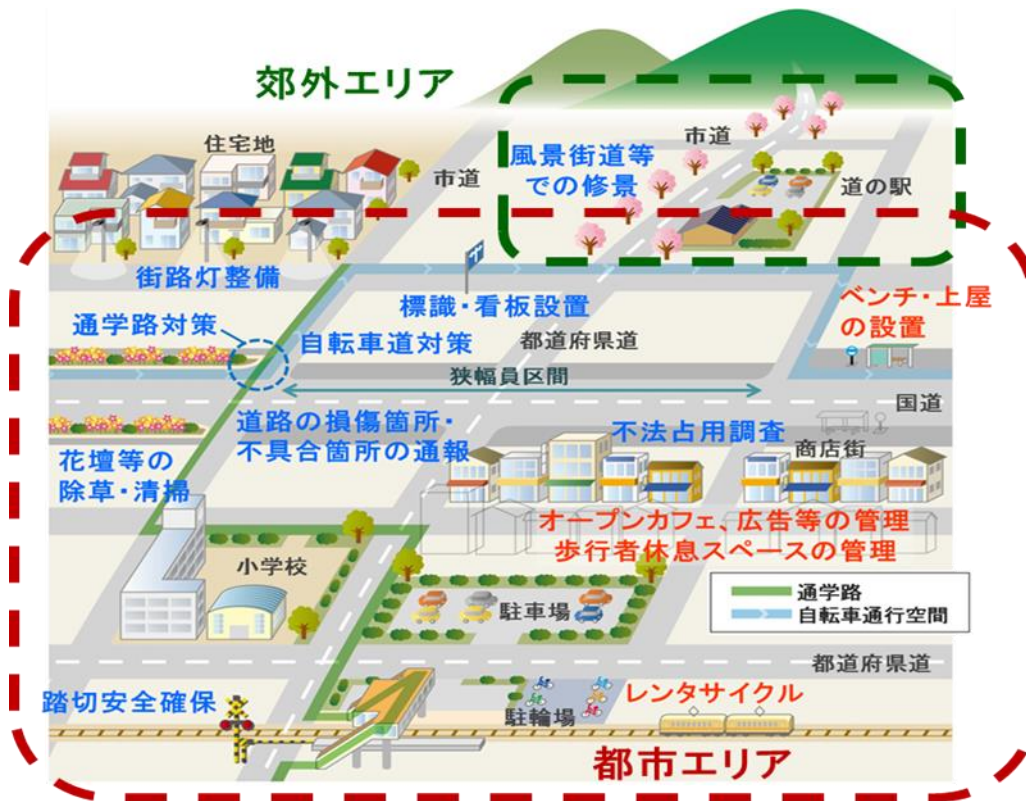 郊外エリア
住宅地
市道
市道
風景街道等
での修景
道の駅
街路灯整備
標識・看板設置
ベンチ・上屋
の設置
通学路対策
自転車道対策
都道府県道
狭幅員区間
国道
道路の損傷箇所・
不具合箇所の通報
不法占用調査
商店街
花壇等の
除草・清掃
オープンカフェ、広告等の管理
歩行者休息スペースの管理
小学校
駐車場
通学路
自転車通行空間
都道府県道
踏切安全確保
駐輪場
レンタサイクル
都市エリア